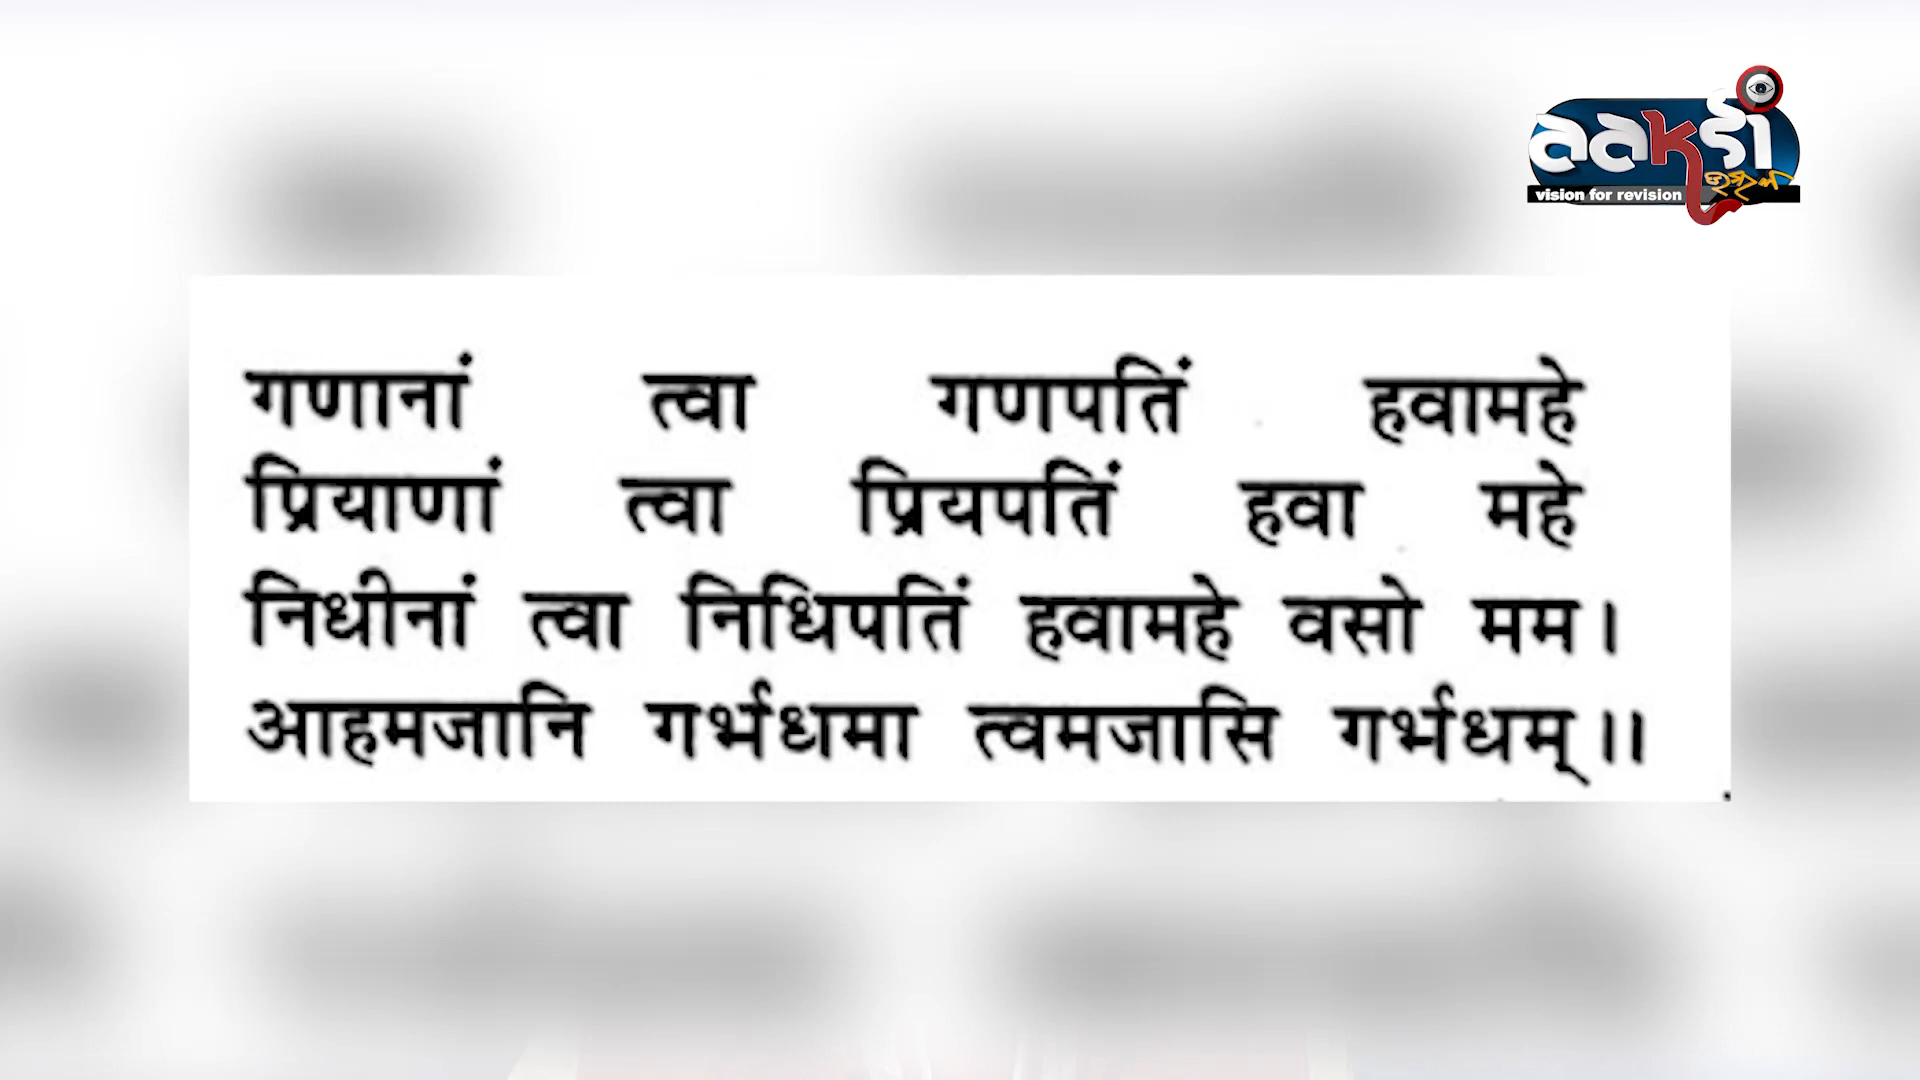 vision for revision
गणानां त्वा गणपतिं हवामहे
प्रियाणां त्वा प्रियपतिं हवा महे
निधीनां त्वा निधिपतिं हवामहे वसो मम।
आहमजानि गर्भधमा त्वमजासि गर्भधम्।।